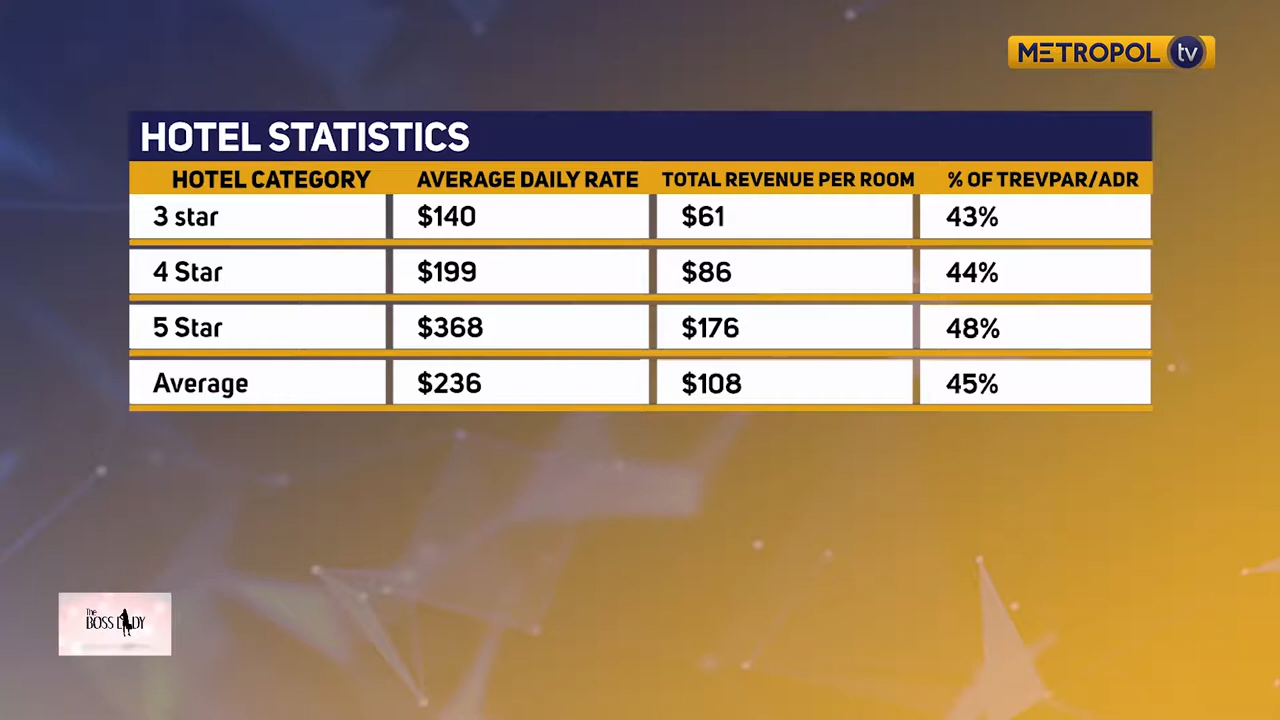 METROPOL tv
HOTEL STATISTICS
HOTEL CATEGORY AVERAGE DAILY RATE TOTAL REVENUE PER ROOM % OF TREVPAR/ADR
3 star $140 $61 43%
4 Star $199 $86 44%
5 Star $368 $176 48%
Average $236 $108 45%
The
BOSS LADY